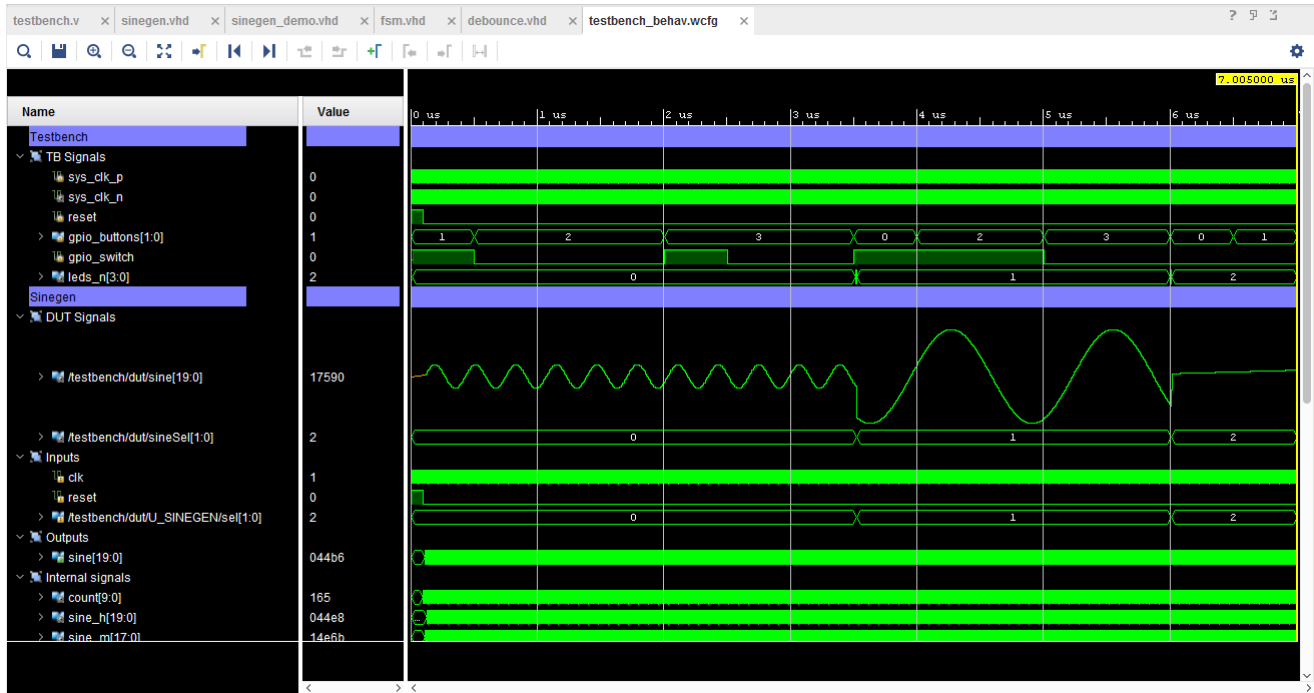 testbench.v × sinegen.vhd × sinegen_demo.vhd × fsm.vhd × debounce.vhd × testbench_behav.wcfg × ?
7.005000 us
Name Value 0 us 1 us 2 us 3 us 4 us 5 us 6 us
Testbench
TB Signals
sys_clk_p 0
sys_clk_n 0
reset 0
> gpio_buttons[1:0] 1 1 2 3 0 2 3 0 1
gpio_switch 0
> leds_n[3:0] 2 0 1 2
Sinegen
DUT Signals
> /testbench/dut/sine[19:0] 17590
> /testbench/dut/sineSel[1:0] 2 0 1 2
Inputs
clk 1
reset 0
> /testbench/dut/U_SINEGEN/sel[1:0] 2 0 1 2
Outputs
> sine[19:0] 044b6
Internal signals
> count[9:0] 165
> sine_h[19:0] 044e8 ...
> sine_m[17:0] 14e6b